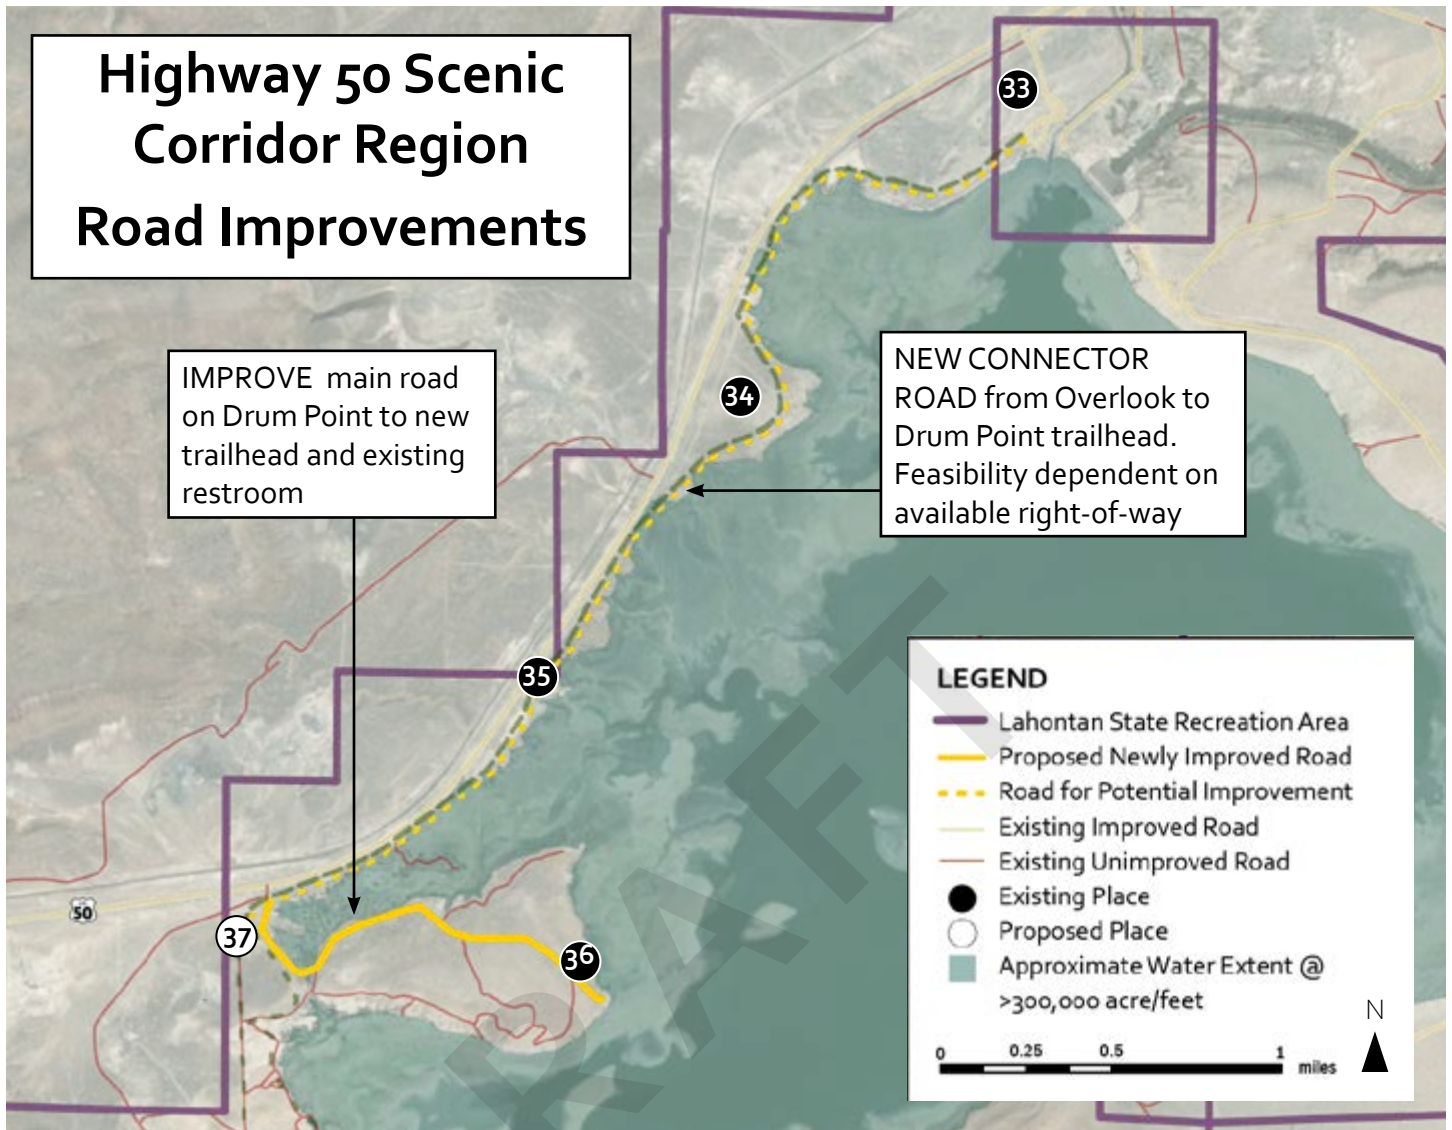 Highway 50 Scenic
Corridor Region
Road Improvements
33
IMPROVE main road
on Drum Point to new
trailhead and existing
restroom
34
NEW CONNECTOR
ROAD from Overlook to
Drum Point trailhead.
Feasibility dependent on
available right-of-way
35
50
37
36
LEGEND
Lahontan State Recreation Area
Proposed Newly Improved Road
Road for Potential Improvement
Existing Improved Road
Existing Unimproved Road
Existing Place
Proposed Place
Approximate Water Extent @
>300,000 acre/feet
N
0 0.25 0.5 1
miles
RAFT